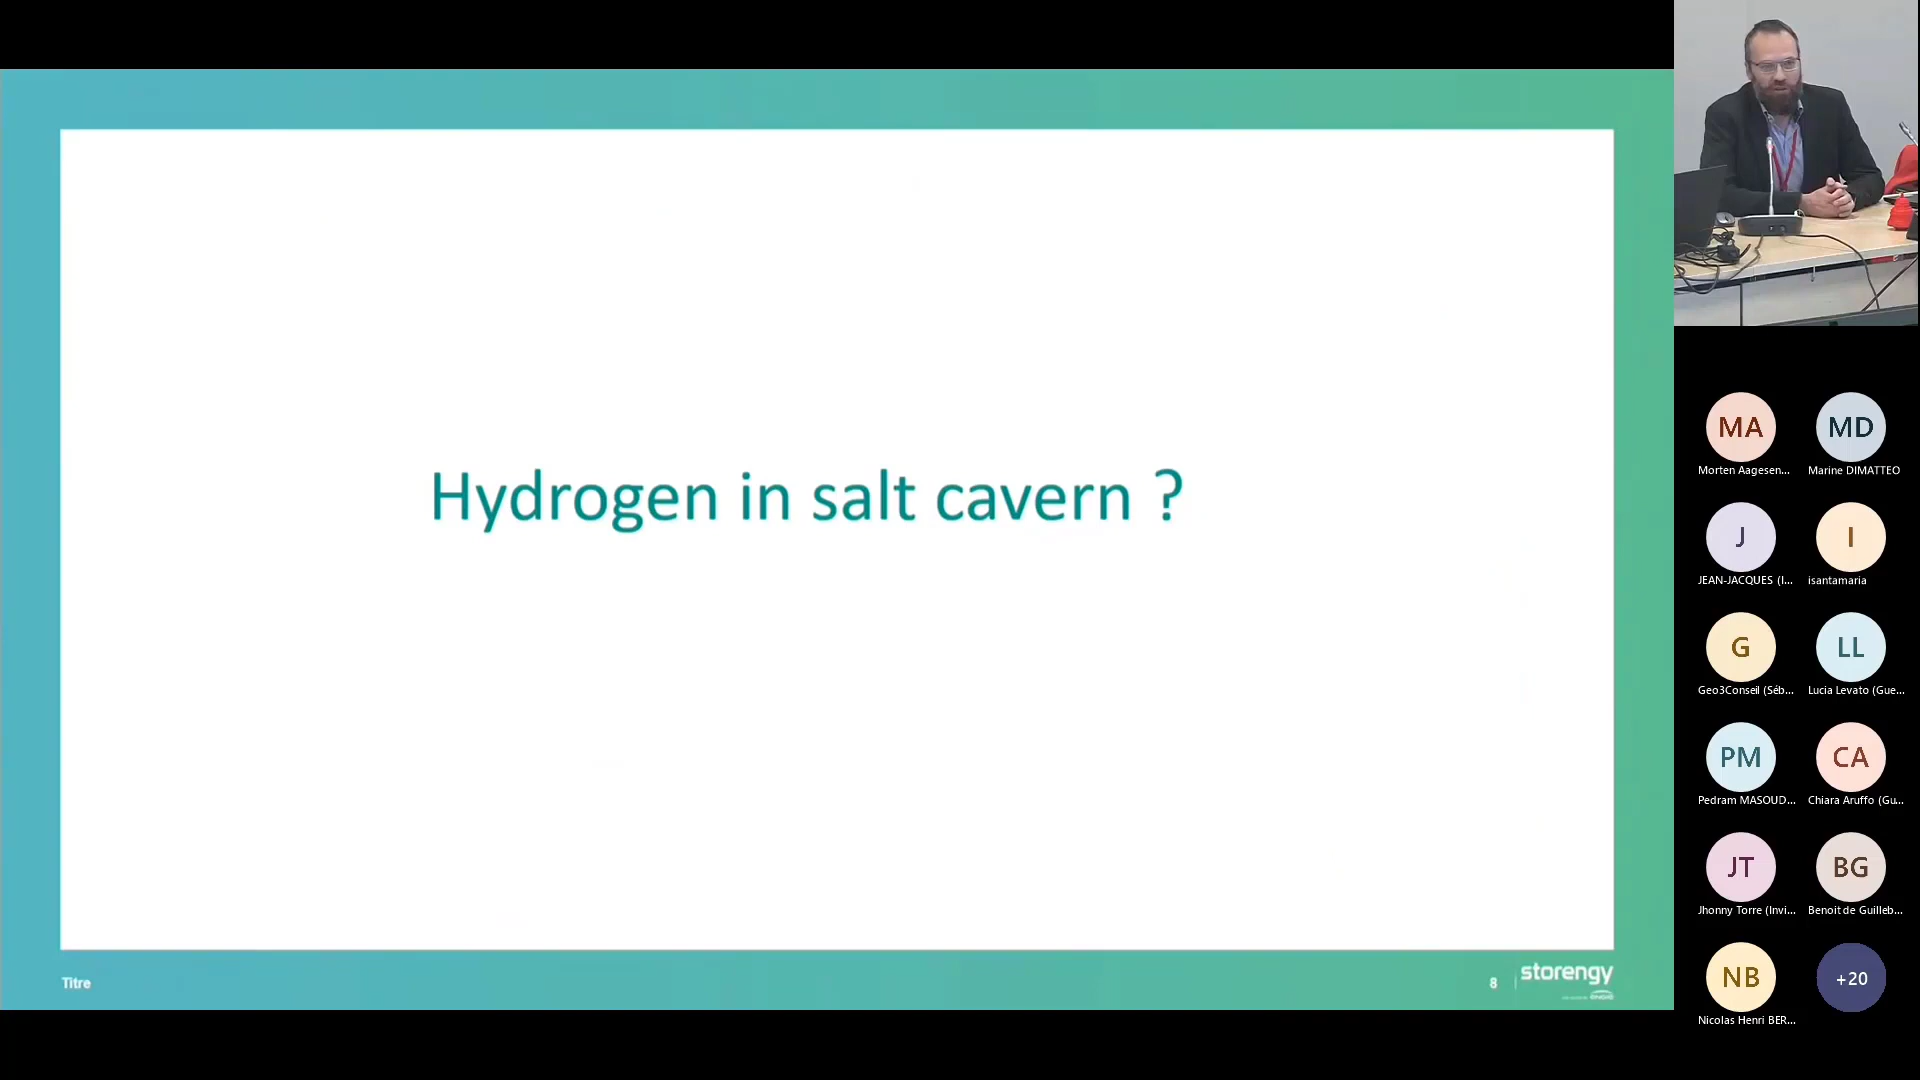 Hydrogen in salt cavern ?
Titre
8
storengy
MA
MD
Morten Aagesen...
Marine DIMATTEO
J
I
JEAN-JACQUES (I...
isantamaria
G
LL
Geo3Conseil (Séb...
Lucia Levato (Gue...
PM
CA
Pedram MASOUD...
Chiara Aruffo (Gu...
JT
BG
Jhonny Torre (Invi...
Benoit de Guilleb...
NB
+20
Nicolas Henri BER...